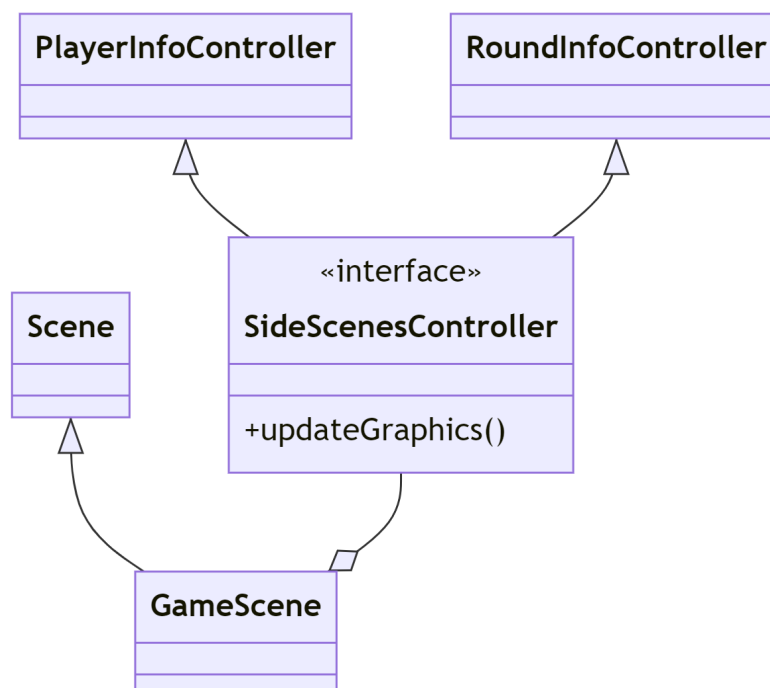 PlayerInfoController
RoundInfoController
«interface»
SideScenesController
Scene
+updateGraphics()
GameScene